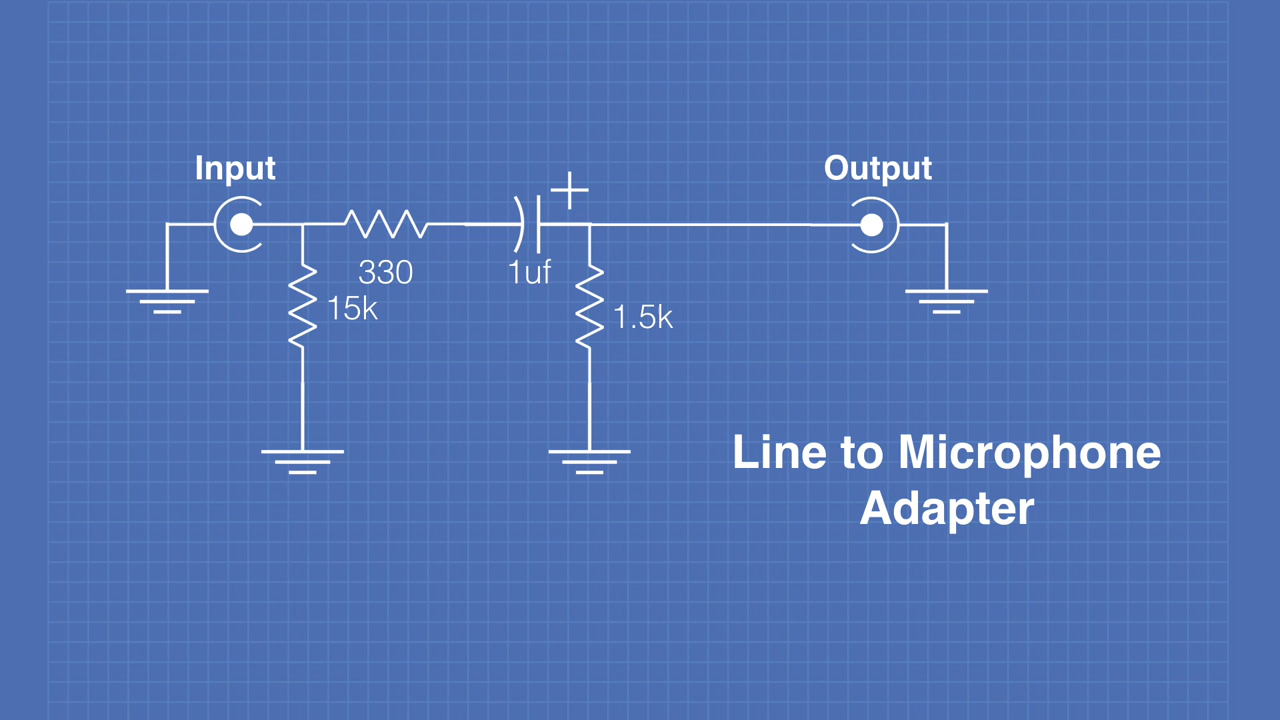 Input
Output
330
1uf
15k
1.5k
Line to Microphone
Adapter